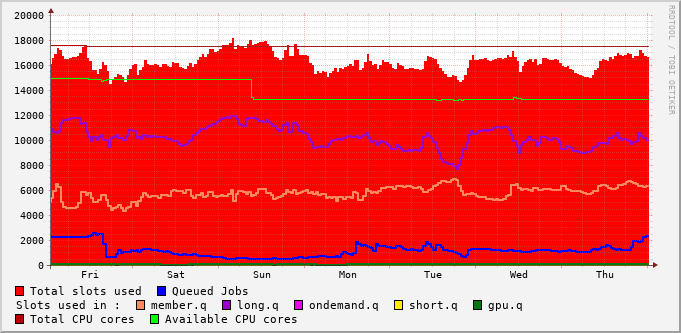 20000
18000
16000
14000
12000
10000
8000
6000
4000
2000
0
Fri Sat Sun Mon Tue Wed Thu
RRDTOOL / TOBI OETIKER
Total slots used Queued Jobs
Slots used in : member.q long.q ondemand.q short.q gpu.q
Total CPU cores Available CPU cores